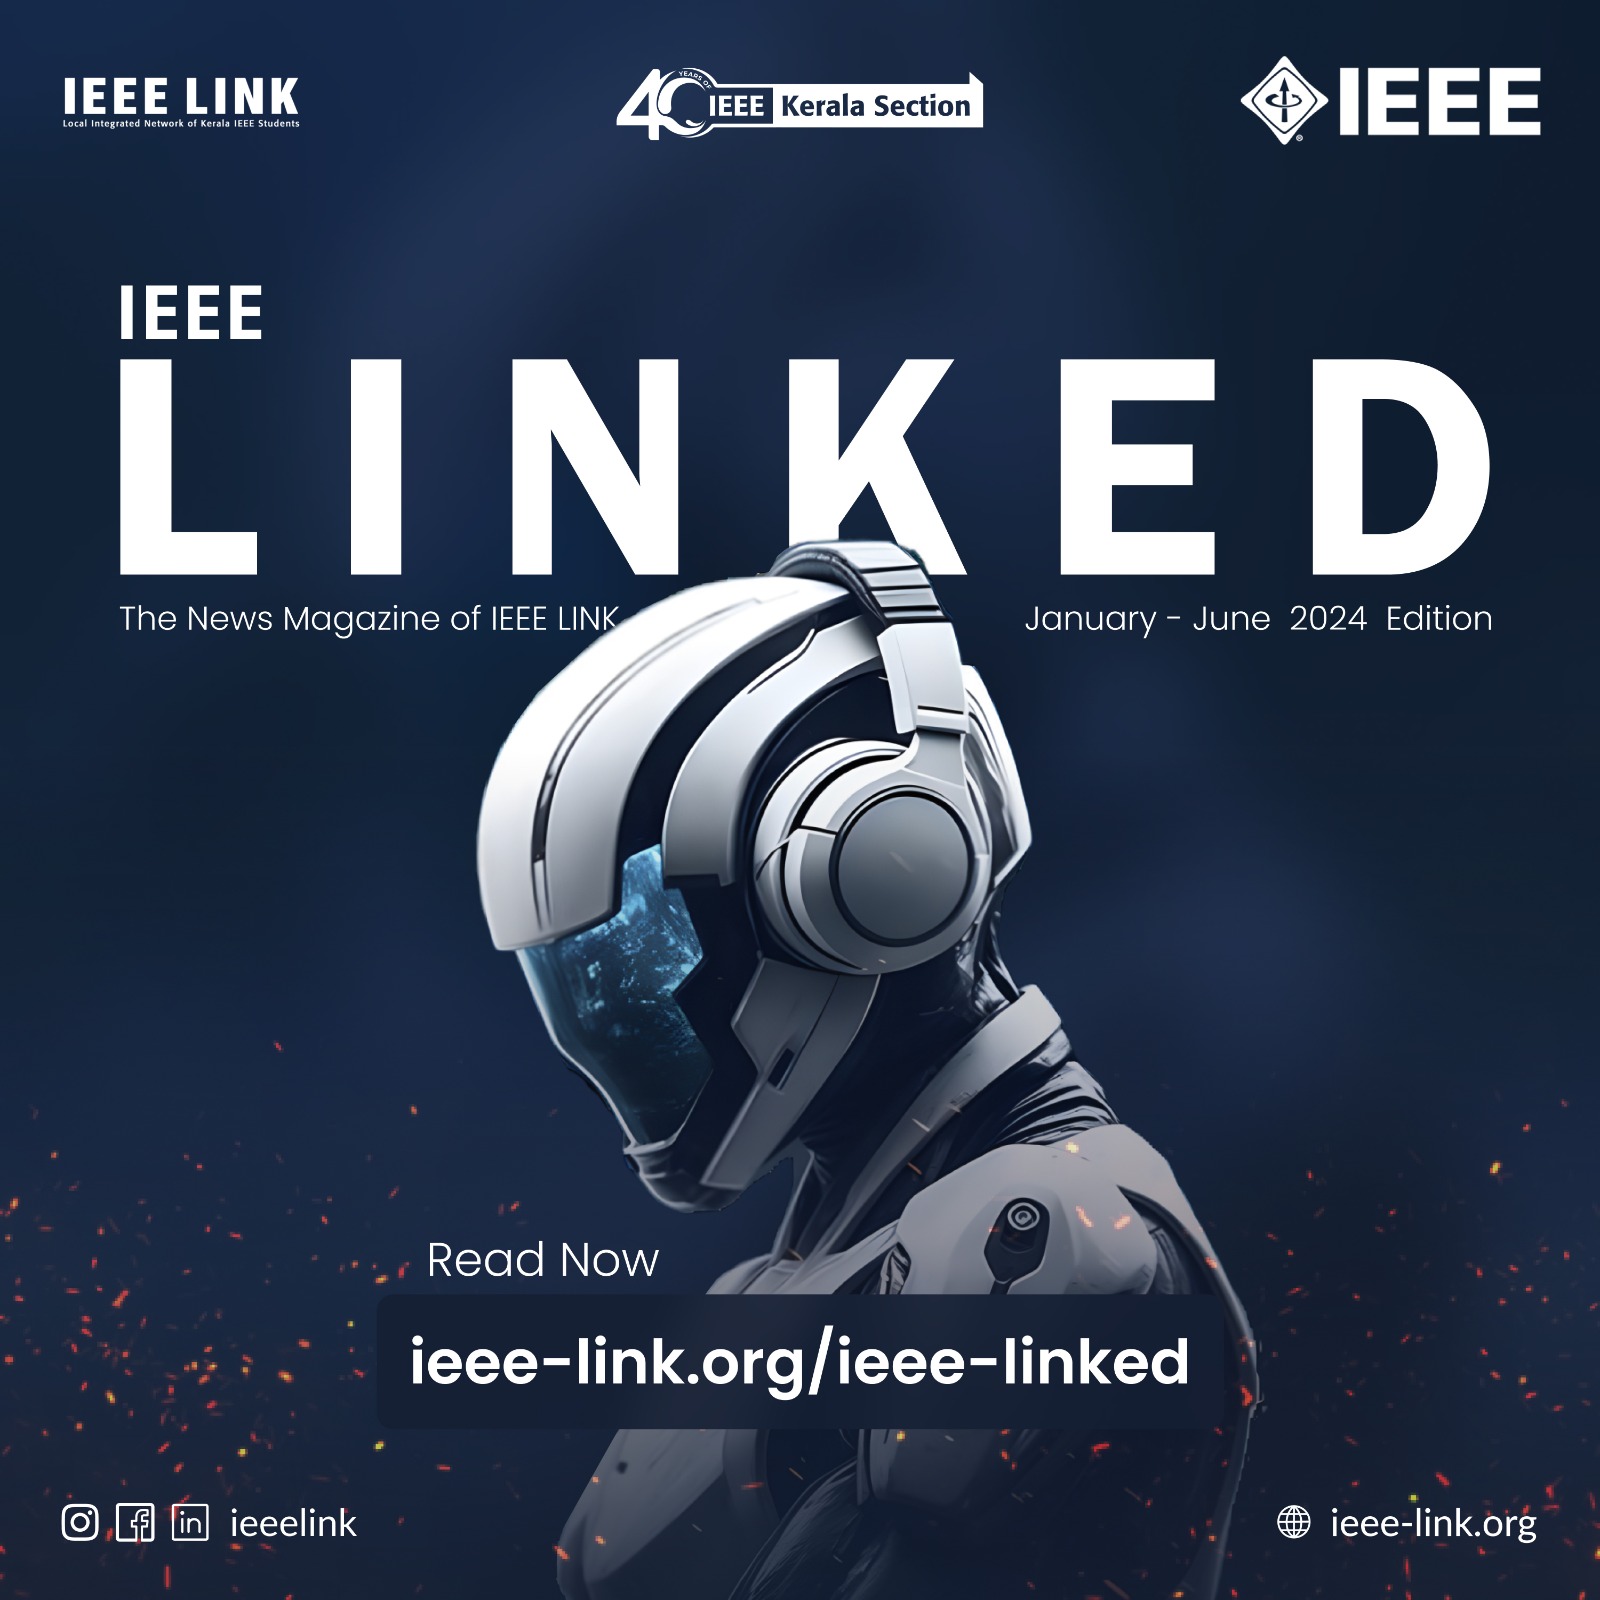 IEEE LINK
Local Integrated Network of Kerala IEEE Students
40 YEARS OF IEEE Kerala Section
IEEE
IEEE
LINKED
The News Magazine of IEEE LINK
January - June 2024 Edition
Read Now
ieee-link.org/ieee-linked
ieeelink
ieee-link.org